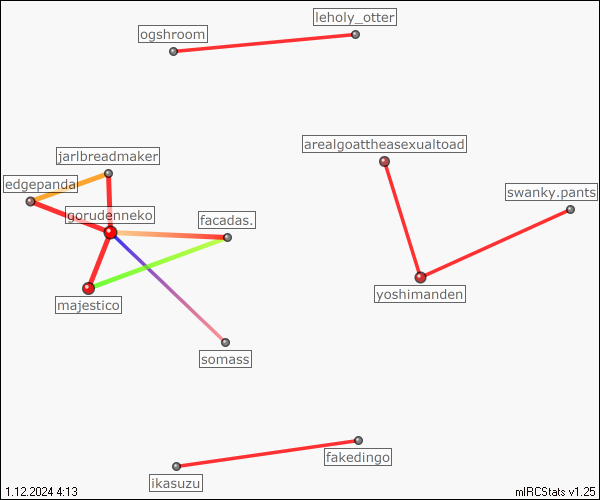 leholy_otter
ogshroom
arealgoattheasexualtoad
jarlbreadmaker
edgepanda
swanky.pants
gorudenneko
facadas.
yoshimanden
majestico
somass
fakedingo
ikasuzu
1.12.2024 4:13
mIRCStats v1.25